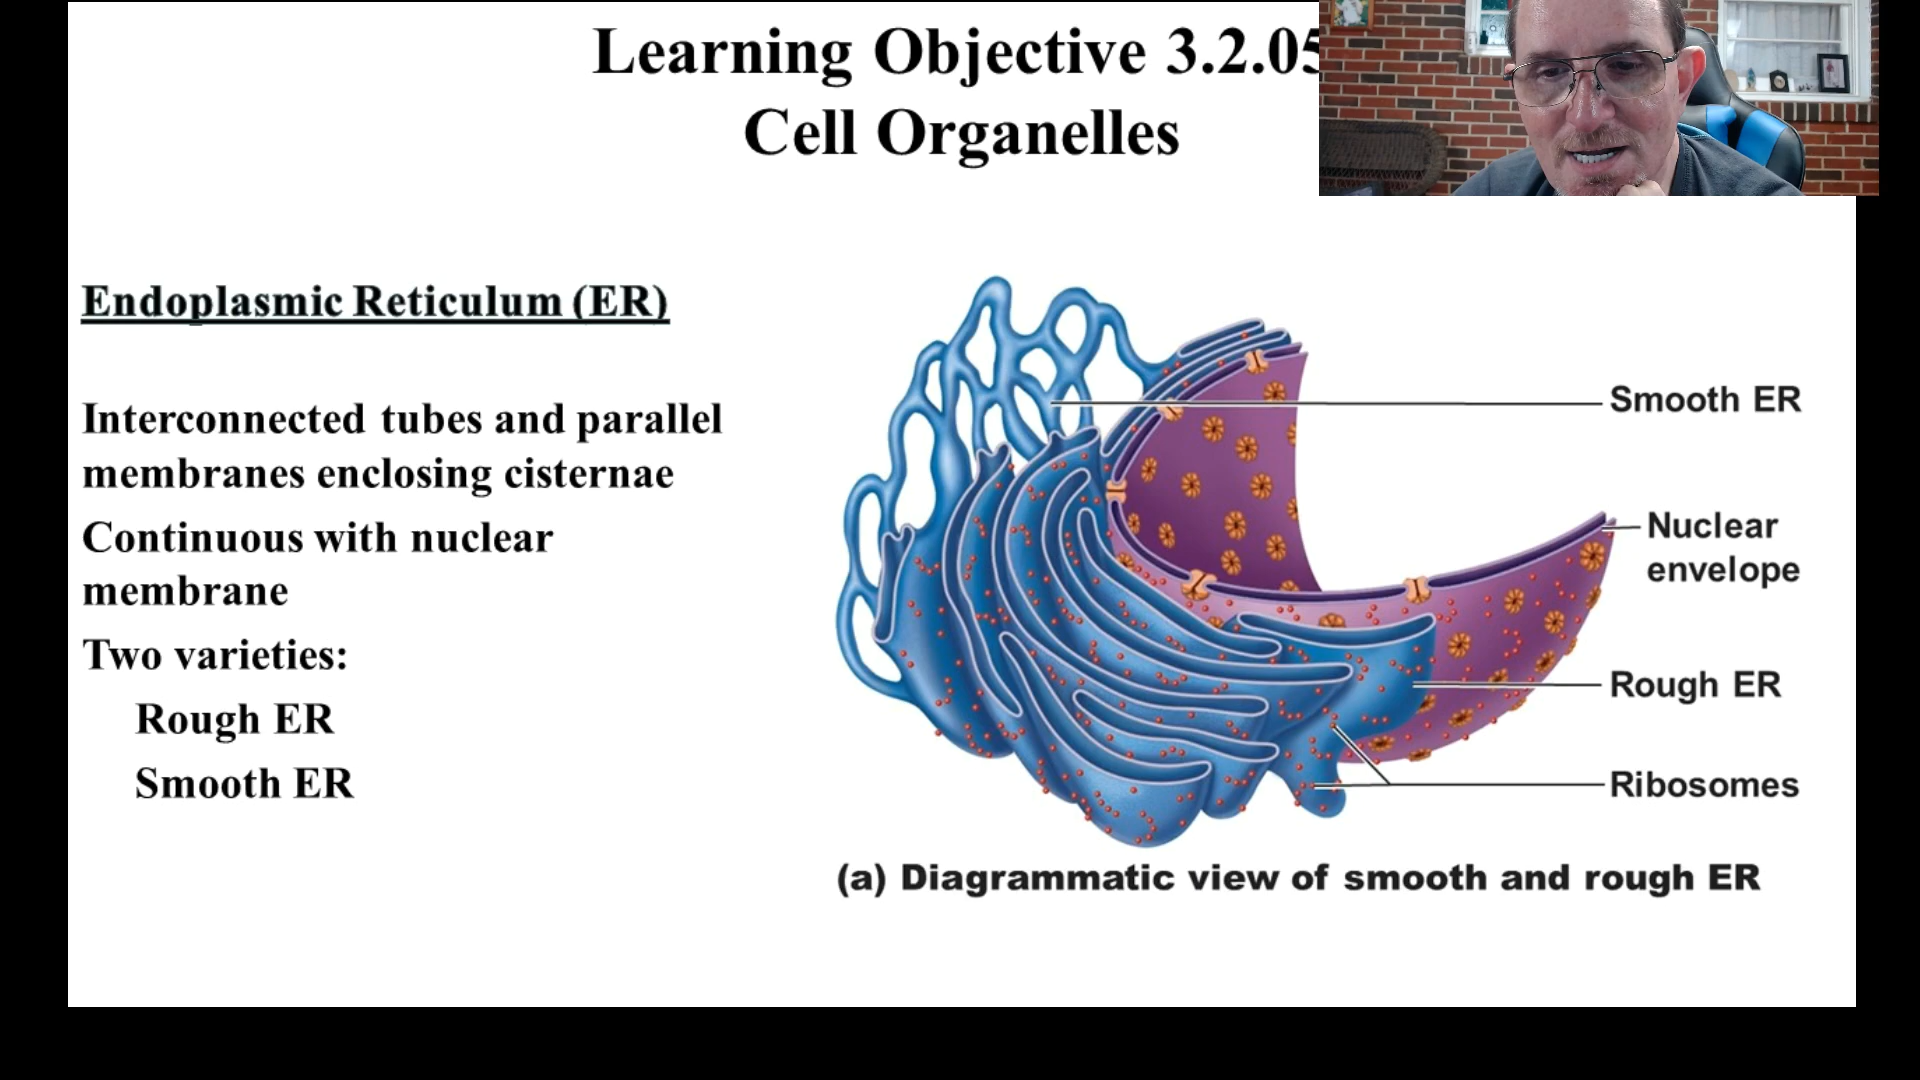 Learning Objective 3.2.05
Cell Organelles
Endoplasmic Reticulum (ER)
Interconnected tubes and parallel
membranes enclosing cisternae
Continuous with nuclear
membrane
Two varieties:
Rough ER
Smooth ER
Smooth ER
Nuclear
envelope
Rough ER
Ribosomes
(a) Diagrammatic view of smooth and rough ER